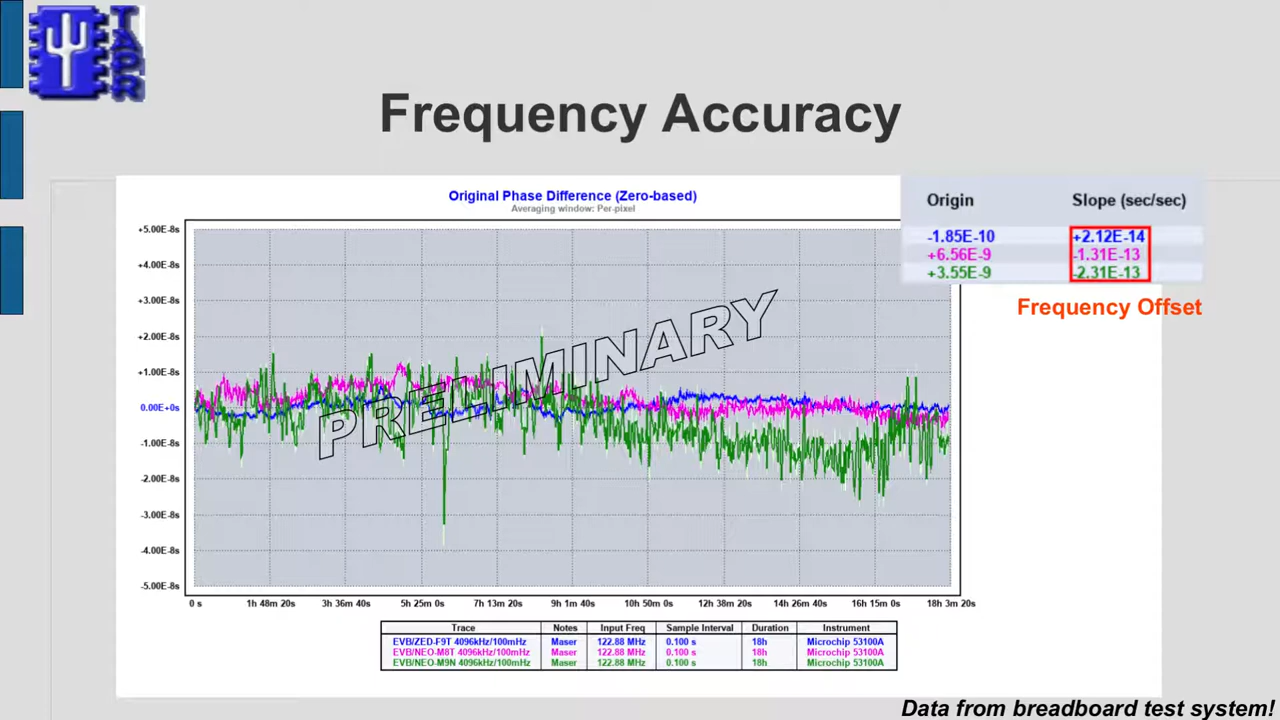 TAPR
Frequency Accuracy
Original Phase Difference (Zero-based)
Averaging window: Per-pixel
Origin Slope (sec/sec)
-1.85E-10 +2.12E-14
+6.56E-9 -1.31E-13
+3.55E-9 -2.31E-13
Frequency Offset
+5.00E-8s
+4.00E-8s
+3.00E-8s
+2.00E-8s
+1.00E-8s
0.00E+0s
-1.00E-8s
-2.00E-8s
-3.00E-8s
-4.00E-8s
-5.00E-8s
PRELIMINARY
0 s 1h 48m 20s 3h 36m 40s 5h 25m 0s 7h 13m 20s 9h 1m 40s 10h 50m 0s 12h 38m 20s 14h 26m 40s 16h 15m 0s 18h 3m 20s
Trace Notes Input Freq Sample Interval Duration Instrument
EVB/ZED-F9T 4096kHz/100mHz Maser 122.88 MHz 0.100 s 18h Microchip 53100A
EVB/NEO-M8T 4096kHz/100mHz Maser 122.88 MHz 0.100 s 18h Microchip 53100A
EVB/NEO-M9N 4096kHz/100mHz Maser 122.88 MHz 0.100 s 18h Microchip 53100A
Data from breadboard test system!